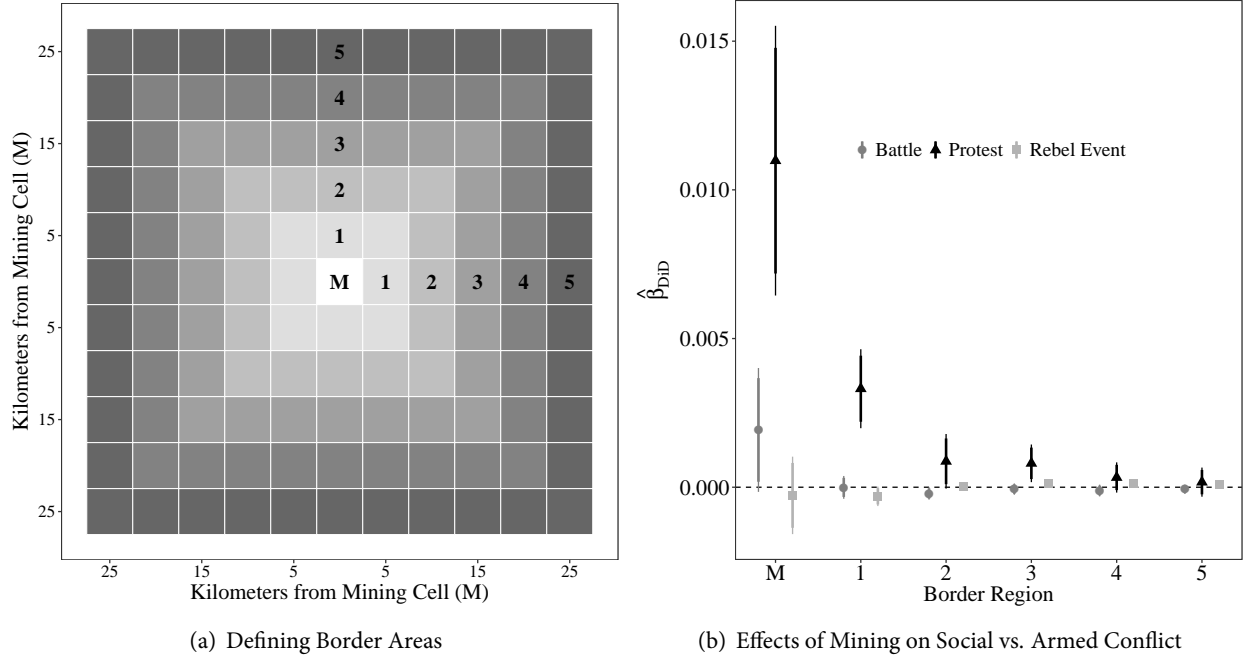 25
15
5
5
15
25
Kilometers from Mining Cell (M)
5
4
3
2
1
M 1 2 3 4 5
25 15 5 5 15 25
Kilometers from Mining Cell (M)
(a) Defining Border Areas
0.015
0.010
0.005
0.000
β̂DiD
Battle Protest Rebel Event
M 1 2 3 4 5
Border Region
(b) Effects of Mining on Social vs. Armed Conflict